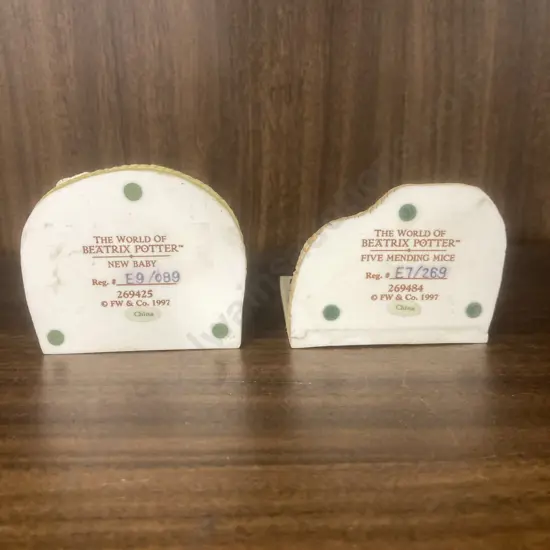 THE WORLD OF
BEATRIX POTTER™
NEW BABY
Reg. # E9/089
269425
© FW & Co. 1997
China
THE WORLD OF
BEATRIX POTTER™
FIVE MENDING MICE
Reg. # E7/269
269484
© FW & Co. 1997
China